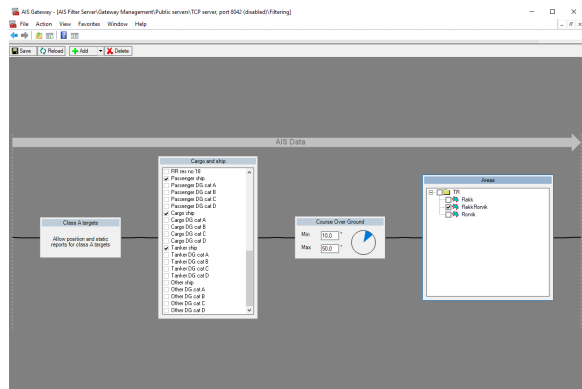 AIS Gateway - [AIS Filter Server\Gateway Management\Public servers\TCP server, port 8042 (disabled)\Filtering]
File Action View Favorites Window Help
Save Reload Add Delete
AIS Data
Class A targets
Allow position and static
reports for class A targets
Cargo and ship
RR res no 18
Passenger ship
Passenger DG cat A
Passenger DG cat B
Passenger DG cat C
Passenger DG cat D
Cargo ship
Cargo DG cat A
Cargo DG cat B
Cargo DG cat C
Cargo DG cat D
Tanker ship
Tanker DG cat A
Tanker DG cat B
Tanker DG cat C
Tanker DG cat D
Other ship
Other DG cat A
Other DG cat B
Other DG cat C
Other DG cat D
Course Over Ground
Min 10,0 °
Max 50,0 °
Areas
TR
Flakk
FlakkRorvik
Rorvik